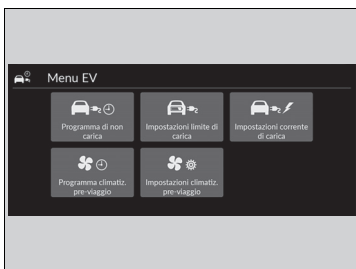 Menu EV
Programma di non
carica
Impostazioni limite di
carica
Impostazioni corrente
di carica
Programma climatiz.
pre-viaggio
Impostazioni climatiz.
pre-viaggio